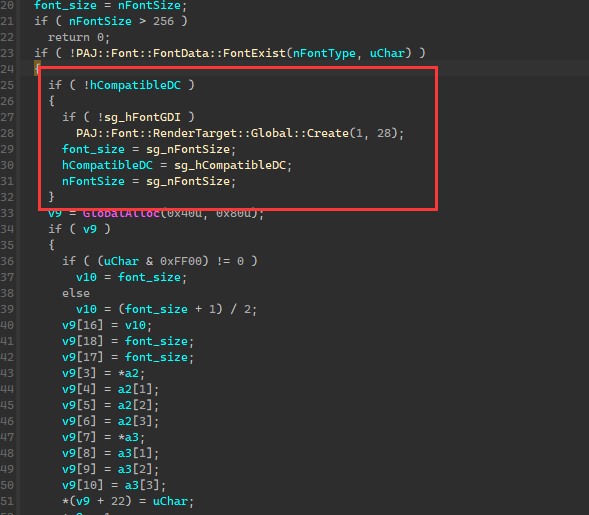 20 font_size = nFontSize;
21 if ( nFontSize > 256 )
22 return 0;
23 if ( !PAJ::Font::FontData::FontExist(nFontType, uChar) )
24 {
25 if ( !hCompatibleDC )
26 {
27 if ( !sg_hFontGDI )
28 PAJ::Font::RenderTarget::Global::Create(1, 28);
29 font_size = sg_nFontSize;
30 hCompatibleDC = sg_hCompatibleDC;
31 nFontSize = sg_nFontSize;
32 }
33 v9 = GlobalAlloc(0x40u, 0x80u);
34 if ( v9 )
35 {
36 if ( (uChar & 0xFF00) != 0 )
37 v10 = font_size;
38 else
39 v10 = (font_size + 1) / 2;
40 v9[16] = v10;
41 v9[18] = font_size;
42 v9[17] = font_size;
43 v9[3] = *a2;
44 v9[4] = a2[1];
45 v9[5] = a2[2];
46 v9[6] = a2[3];
47 v9[7] = *a3;
48 v9[8] = a3[1];
49 v9[9] = a3[2];
50 v9[10] = a3[3];
51 *(v9 + 22) = uChar;